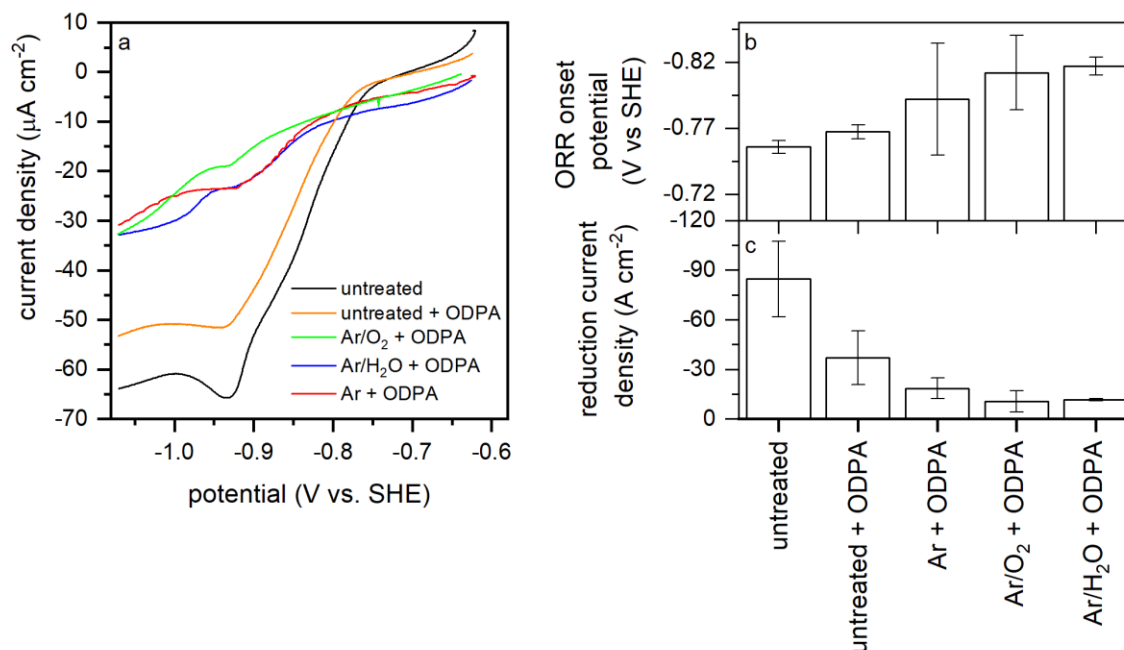 a
10
0
-10
-20
-30
-40
-50
-60
-70
current density (µA cm⁻²)
-1.0
-0.9
-0.8
-0.7
-0.6
potential (V vs. SHE)
untreated
untreated + ODPA
Ar/O₂ + ODPA
Ar/H₂O + ODPA
Ar + ODPA
b
ORR onset
potential
(V vs SHE)
-0.82
-0.77
-0.72
c
reduction current
density (A cm⁻²)
-120
-90
-60
-30
0
untreated
untreated + ODPA
Ar + ODPA
Ar/O₂ + ODPA
Ar/H₂O + ODPA